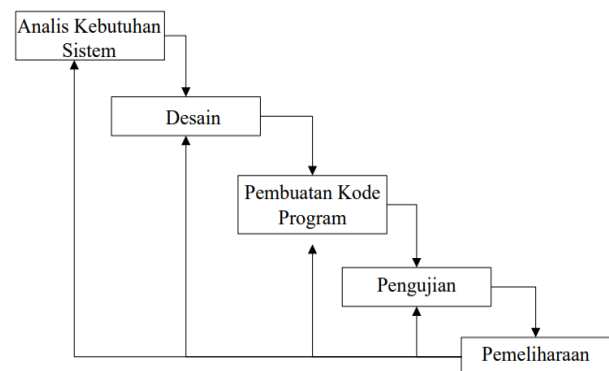 Analis Kebutuhan
Sistem
Desain
Pembuatan Kode
Program
Pengujian
Pemeliharaan